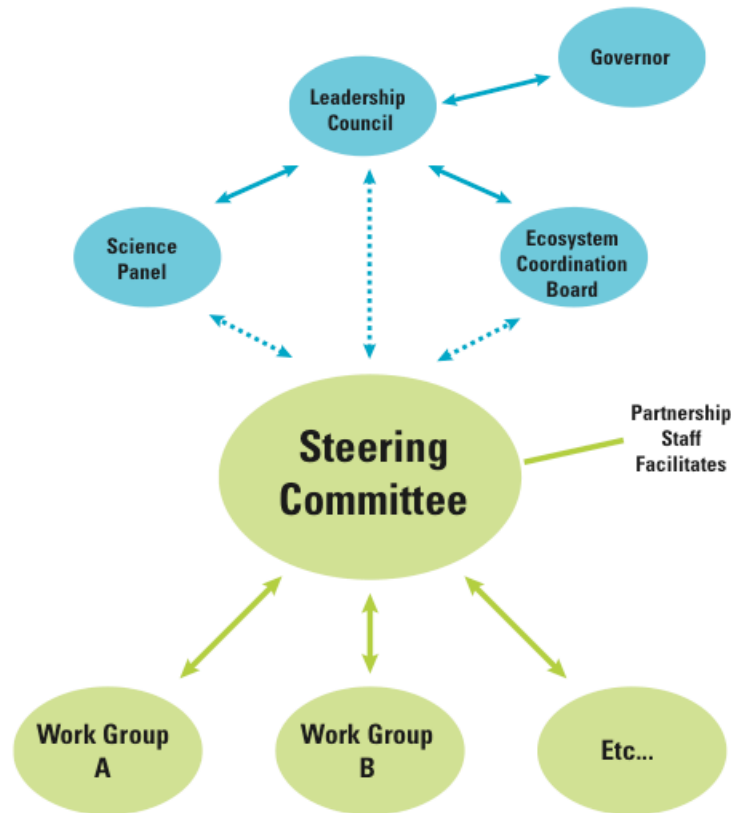 Governor
Leadership
Council
Science
Panel
Ecosystem
Coordination
Board
Steering
Committee
Partnership
Staff
Facilitates
Work Group
A
Work Group
B
Etc...